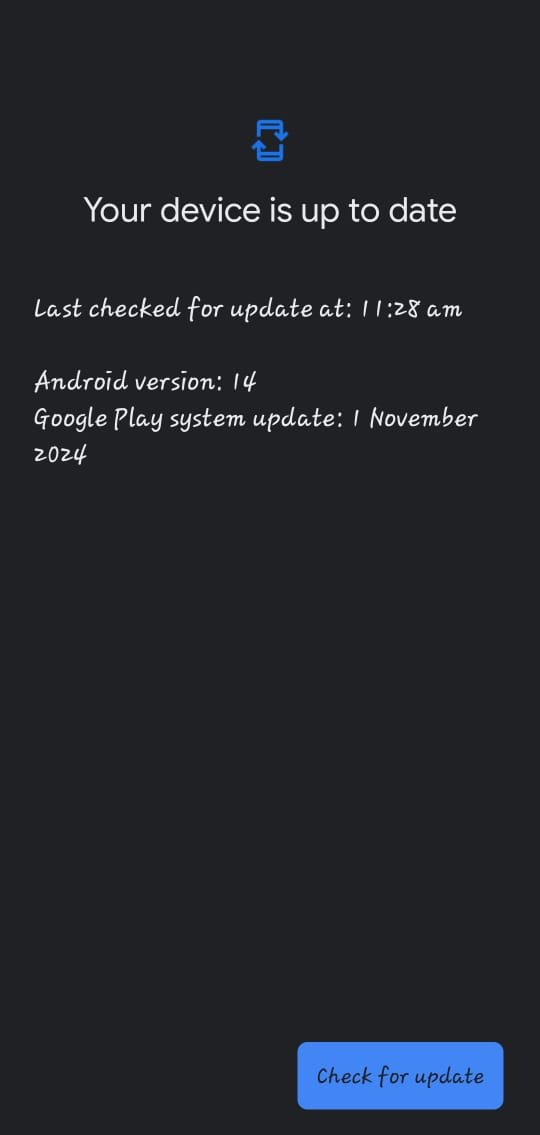 Your device is up to date
Last checked for update at: 11:28 am
Android version: 14
Google Play system update: 1 November
2024
Check for update